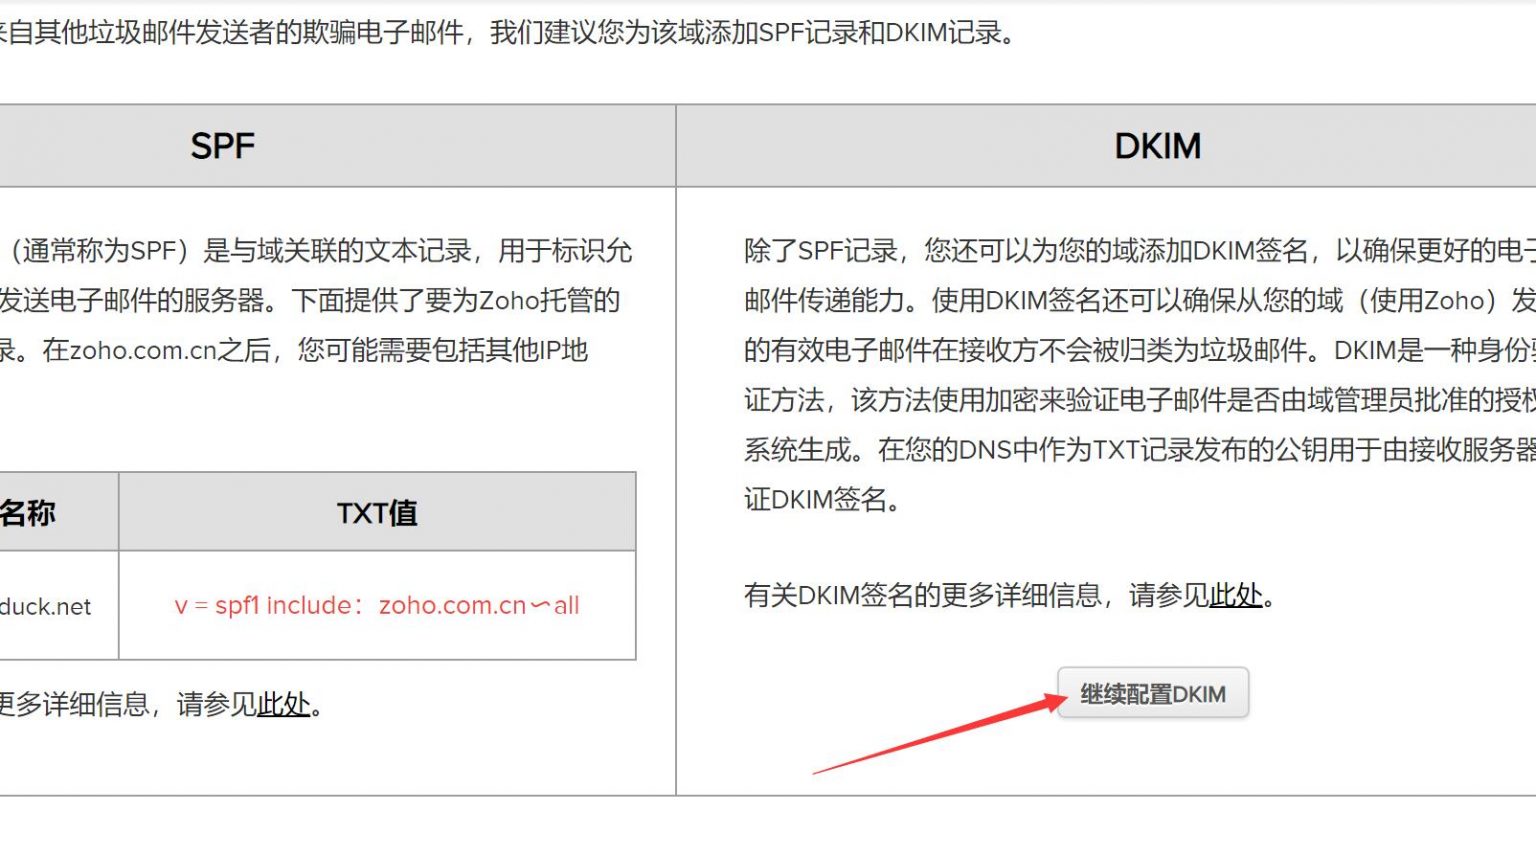 来自其他垃圾邮件发送者的欺骗电子邮件，我们建议您为该域添加SPF记录和DKIM记录。
SPF
（通常称为SPF）是与域关联的文本记录，用于标识允
发送电子邮件的服务器。下面提供了要为Zoho托管的
录。在zoho.com.cn之后，您可能需要包括其他IP地
名称
TXT值
duck.net
v = spf1 include：zoho.com.cn〜all
更多详细信息，请参见此处。
DKIM
除了SPF记录，您还可以为您的域添加DKIM签名，以确保更好的电子
邮件传递能力。使用DKIM签名还可以确保从您的域（使用Zoho）发
的有效电子邮件在接收方不会被归类为垃圾邮件。DKIM是一种身份验
证方法，该方法使用加密来验证电子邮件是否由域管理员批准的授权
系统生成。在您的DNS中作为TXT记录发布的公钥用于由接收服务器
证DKIM签名。
有关DKIM签名的更多详细信息，请参见此处。
继续配置DKIM